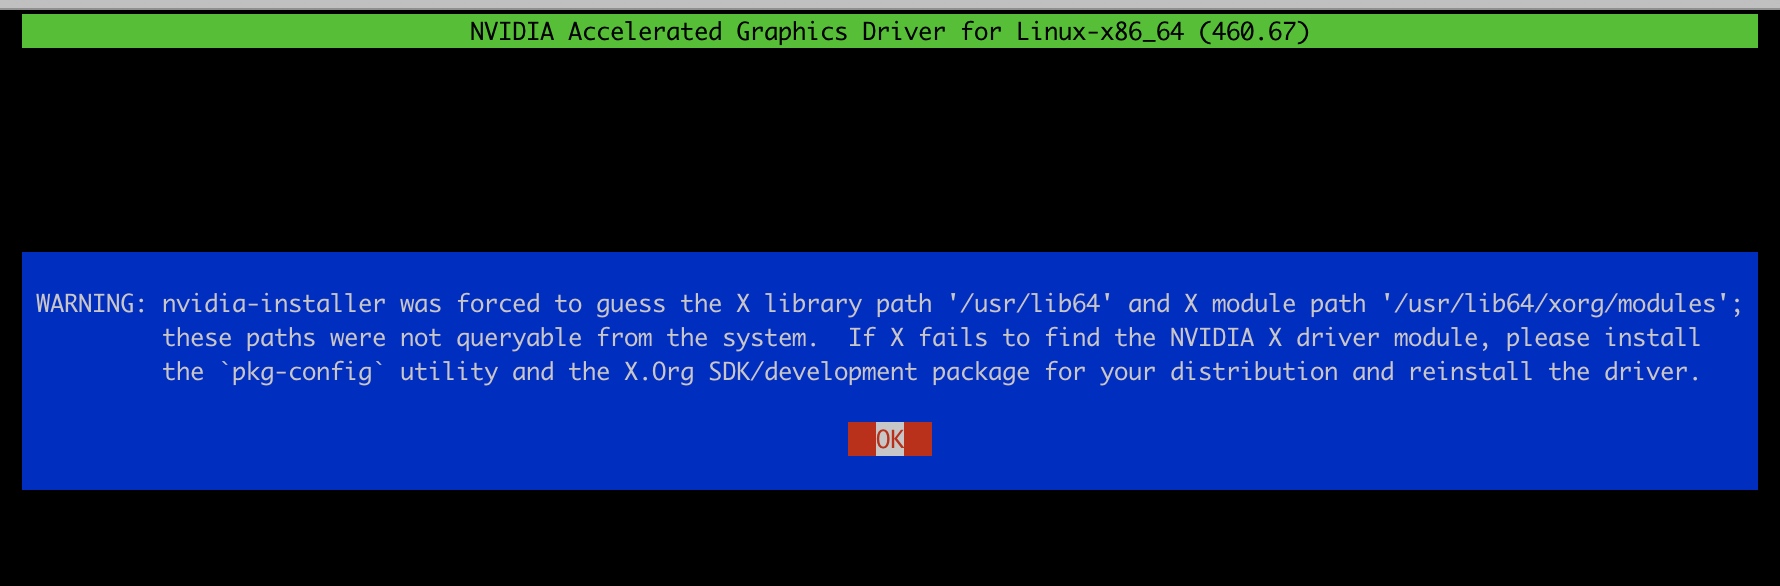 NVIDIA Accelerated Graphics Driver for Linux-x86_64 (460.67)
WARNING: nvidia-installer was forced to guess the X library path '/usr/lib64' and X module path '/usr/lib64/xorg/modules';
these paths were not queryable from the system.  If X fails to find the NVIDIA X driver module, please install
the `pkg-config` utility and the X.Org SDK/development package for your distribution and reinstall the driver.
OK